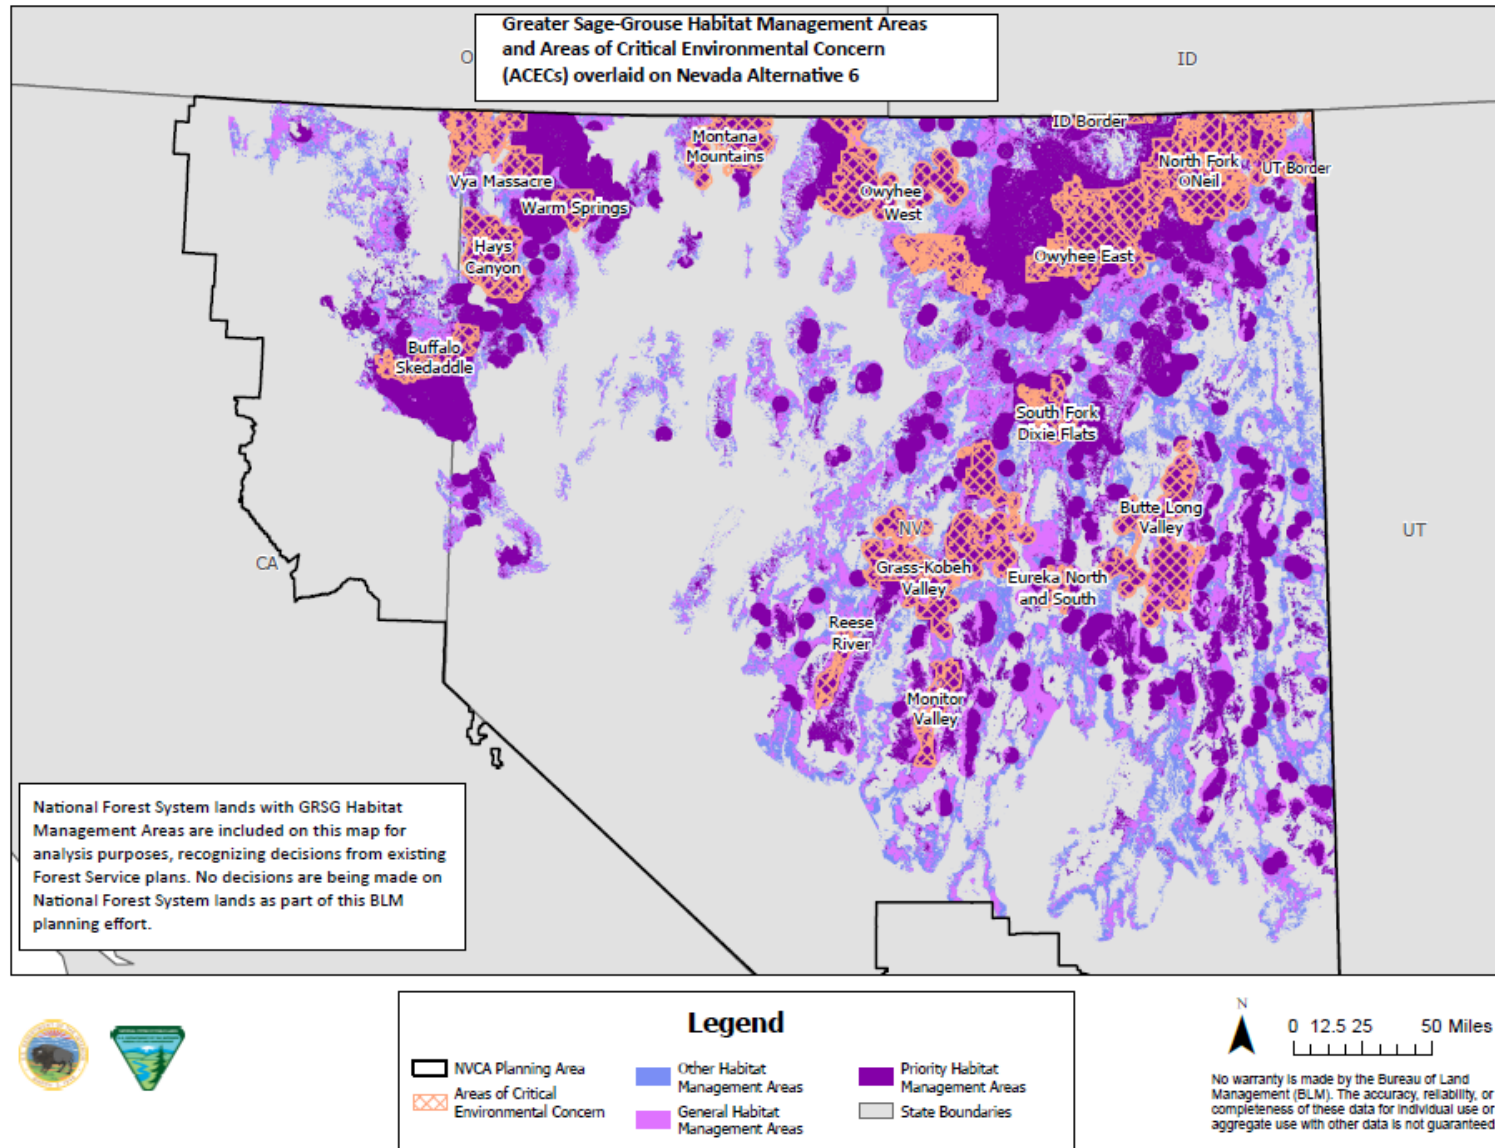 Greater Sage-Grouse Habitat Management Areas
and Areas of Critical Environmental Concern
(ACECs) overlaid on Nevada Alternative 6
O
ID
ID Border
Montana
Mountains
North Fork
ONeil
UT Border
Vya Massacre
Owyhee
West
Warm Springs
Hays
Canyon
Owyhee East
Buffalo
Skedaddle
South Fork
Dixie Flats
Butte Long
Valley
NV
UT
CA
Grass-Kobeh
Valley
Eureka North
and South
Reese
River
Monitor
Valley
National Forest System lands with GRSG Habitat
Management Areas are included on this map for
analysis purposes, recognizing decisions from existing
Forest Service plans. No decisions are being made on
National Forest System lands as part of this BLM
planning effort.
Legend
NVCA Planning Area
Areas of Critical
Environmental Concern
Other Habitat
Management Areas
General Habitat
Management Areas
Priority Habitat
Management Areas
State Boundaries
N
0 12.5 25 50 Miles
No warranty is made by the Bureau of Land
Management (BLM). The accuracy, reliability, or
completeness of these data for individual use or
aggregate use with other data is not guaranteed